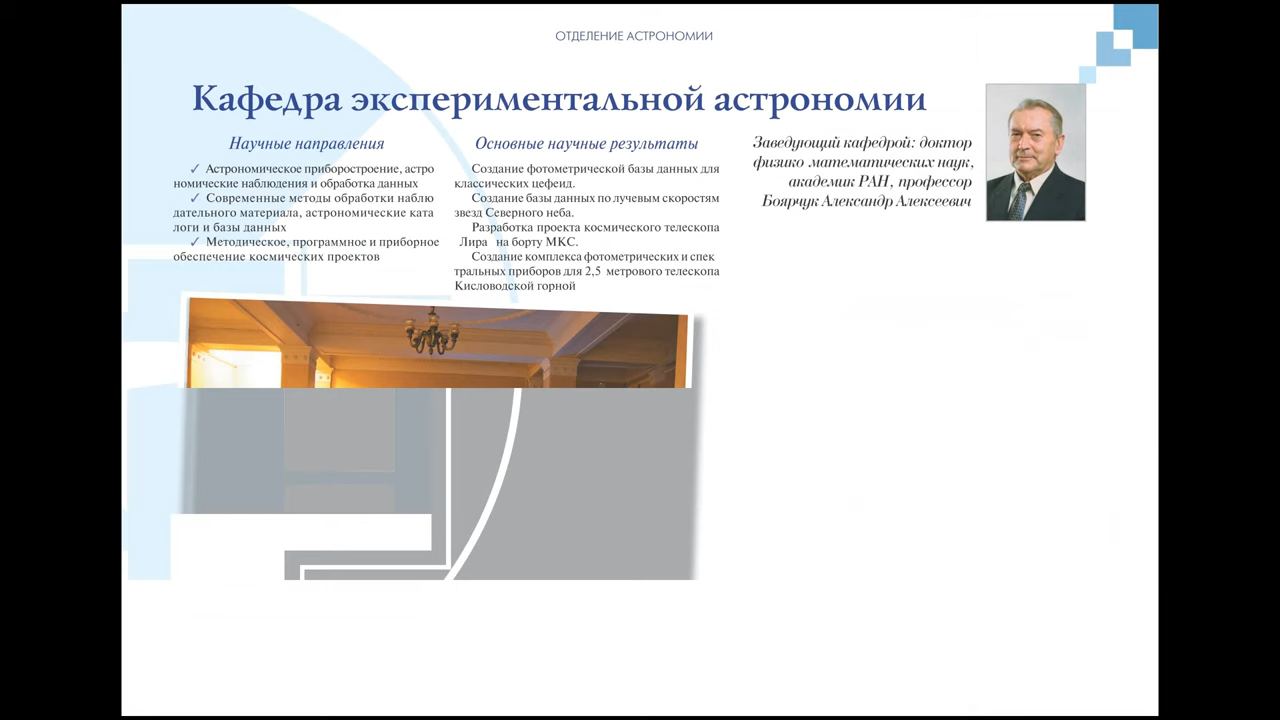 ОТДЕЛЕНИЕ АСТРОНОМИИ
Кафедра экспериментальной астрономии
Научные направления
✓ Астрономическое приборостроение, астро
номические наблюдения и обработка данных
✓ Современные методы обработки наблю
дательного материала, астрономические ката
логи и базы данных
✓ Методическое, программное и приборное
обеспечение космических проектов
Основные научные результаты
Создание фотометрической базы данных для
классических цефеид.
Создание базы данных по лучевым скоростям
звезд Северного неба.
Разработка проекта космического телескопа
Лира на борту МКС.
Создание комплекса фотометрических и спек
тральных приборов для 2,5 метрового телескопа
Кисловодской горной
Заведующий кафедрой: доктор
физико математических наук,
академик РАН, профессор
Боярчук Александр Алексеевич